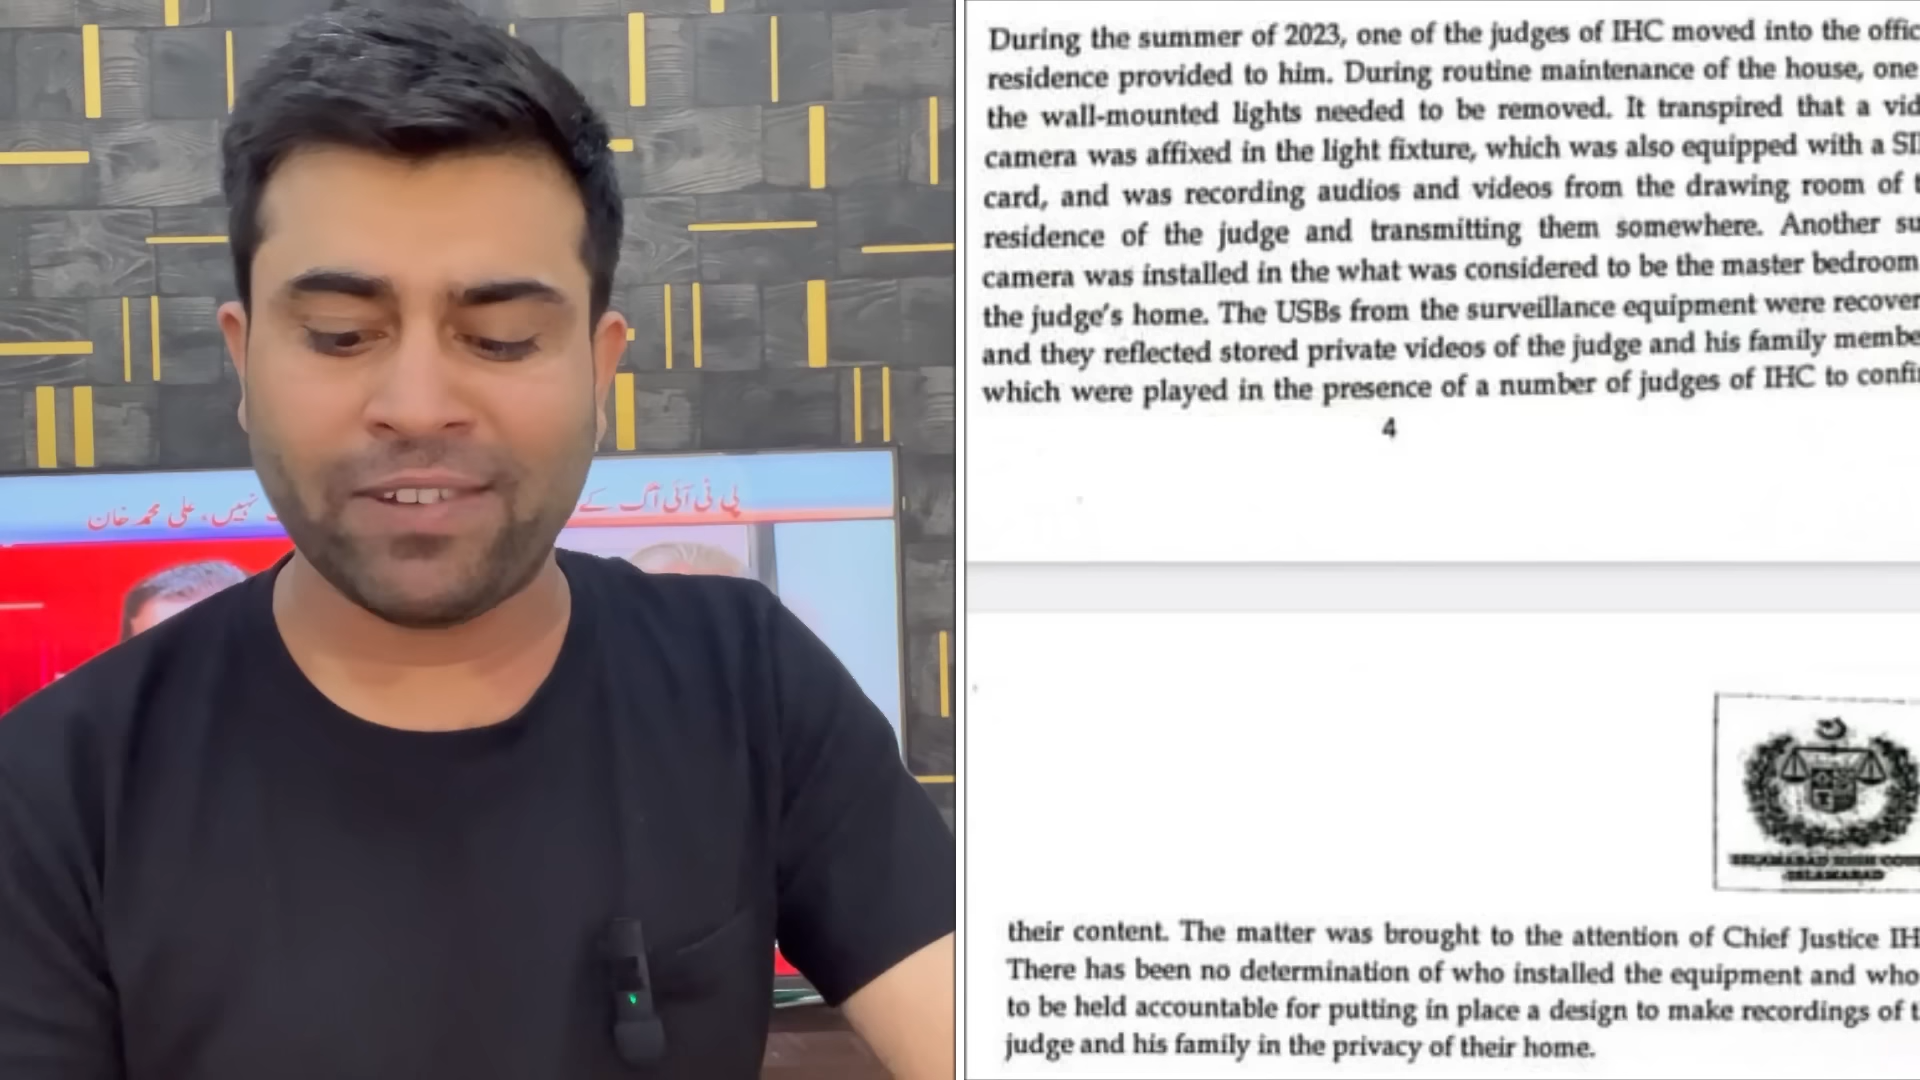 پی ٹی آئی آگ کے
نہیں، علی محمد خان
During the summer of 2023, one of the judges of IHC moved into the offic
residence provided to him. During routine maintenance of the house, one
the wall-mounted lights needed to be removed. It transpired that a vid
camera was affixed in the light fixture, which was also equipped with a SI
card, and was recording audios and videos from the drawing room of t
residence of the judge and transmitting them somewhere. Another su
camera was installed in the what was considered to be the master bedroom
the judge's home. The USBs from the surveillance equipment were recover
and they reflected stored private videos of the judge and his family membe
which were played in the presence of a number of judges of IHC to confir
4
ISLAMABAD HIGH COU
ISLAMABAD
their content. The matter was brought to the attention of Chief Justice IH
There has been no determination of who installed the equipment and who
to be held accountable for putting in place a design to make recordings of t
judge and his family in the privacy of their home.